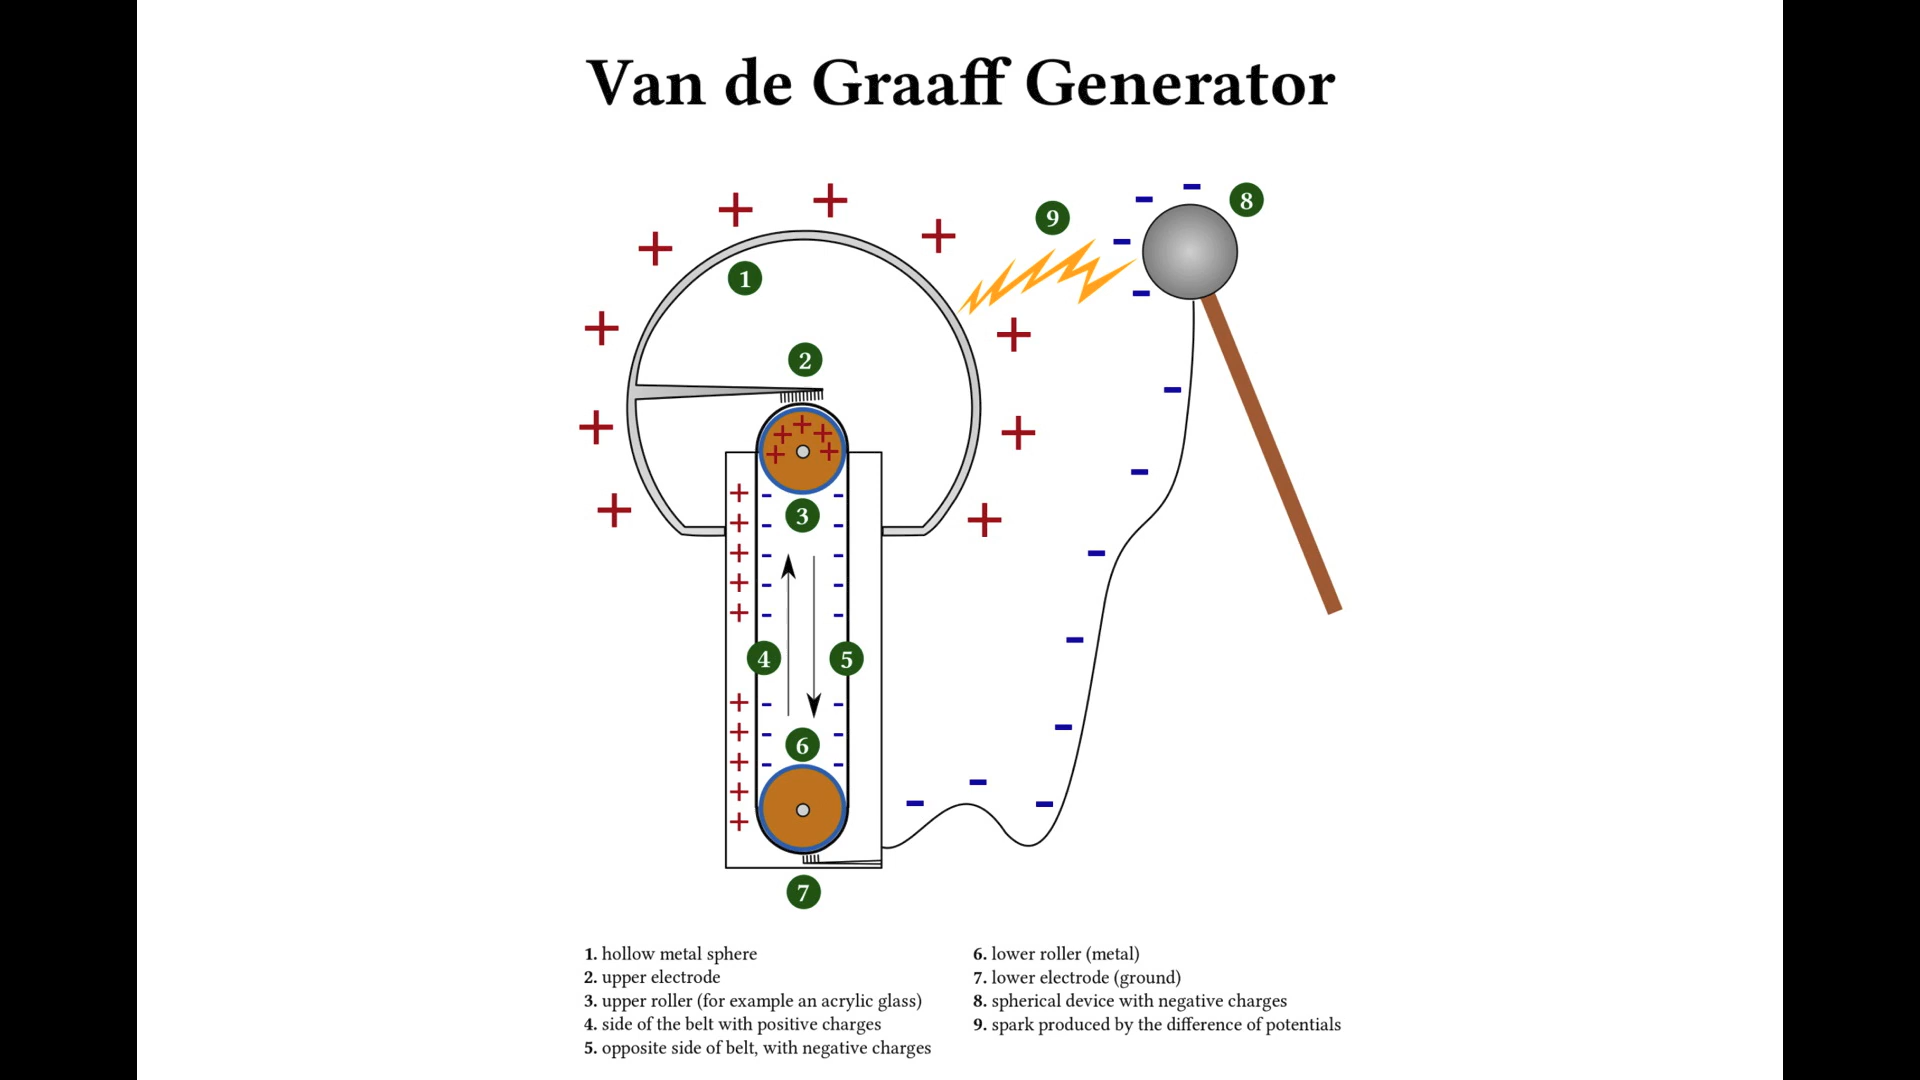 Van de Graaff Generator
9
8
1
2
3
4
5
6
7
1. hollow metal sphere
2. upper electrode
3. upper roller (for example an acrylic glass)
4. side of the belt with positive charges
5. opposite side of belt, with negative charges
6. lower roller (metal)
7. lower electrode (ground)
8. spherical device with negative charges
9. spark produced by the difference of potentials